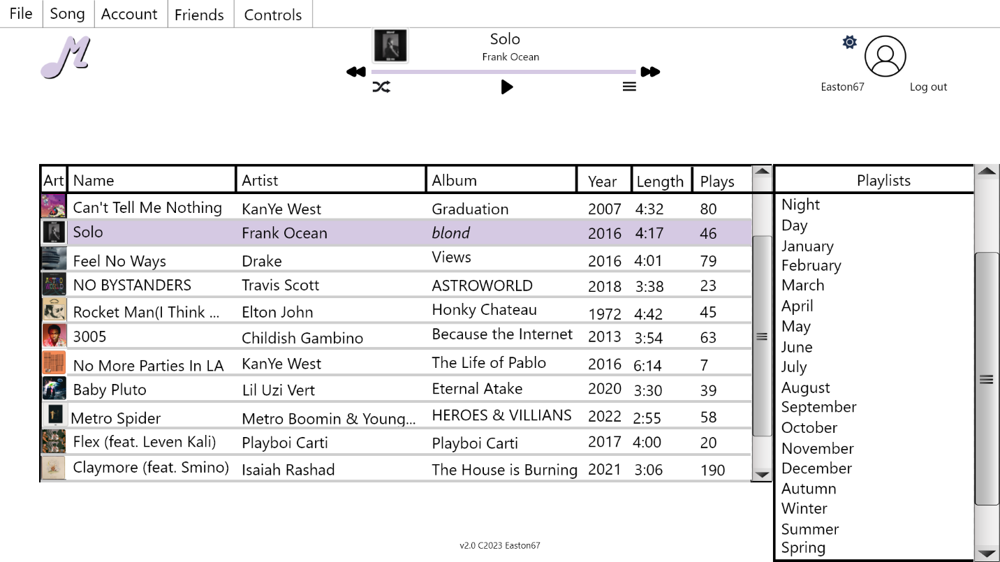 File Song Account Friends Controls
Solo
Frank Ocean
Easton67 Log out
Art Name Artist Album Year Length Plays
Can't Tell Me Nothing KanYe West Graduation 2007 4:32 80
Solo Frank Ocean blond 2016 4:17 46
Feel No Ways Drake Views 2016 4:01 79
NO BYSTANDERS Travis Scott ASTROWORLD 2018 3:38 23
Rocket Man(I Think ... Elton John Honky Chateau 1972 4:42 45
3005 Childish Gambino Because the Internet 2013 3:54 63
No More Parties In LA KanYe West The Life of Pablo 2016 6:14 7
Baby Pluto Lil Uzi Vert Eternal Atake 2020 3:30 39
Metro Spider Metro Boomin & Young... HEROES & VILLIANS 2022 2:55 58
Flex (feat. Leven Kali) Playboi Carti Playboi Carti 2017 4:00 20
Claymore (feat. Smino) Isaiah Rashad The House is Burning 2021 3:06 190
Playlists
Night
Day
January
February
March
April
May
June
July
August
September
October
November
December
Autumn
Winter
Summer
Spring
v2.0 C2023 Easton67